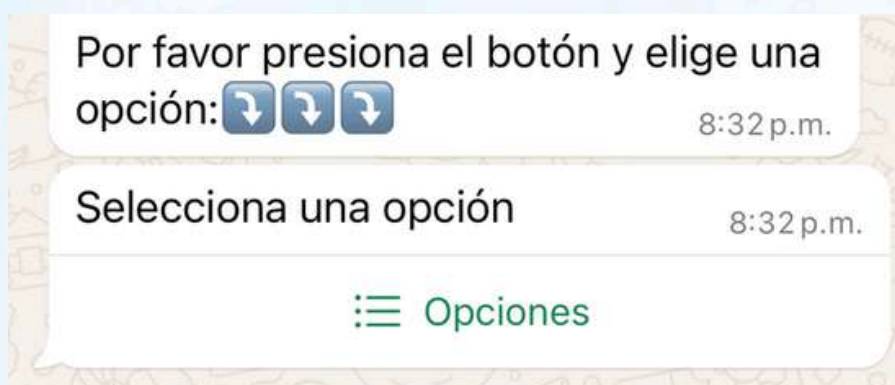 Por favor presiona el botón y elige una
opción:⤵️⤵️⤵️
8:32 p.m.
Selecciona una opción
8:32 p.m.
Opciones